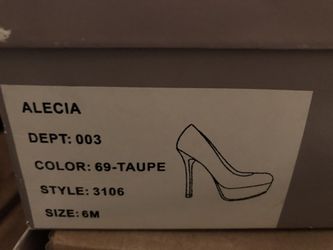 ALECIA
DEPT: 003
COLOR: 69-TAUPE
STYLE: 3106
SIZE: 6M